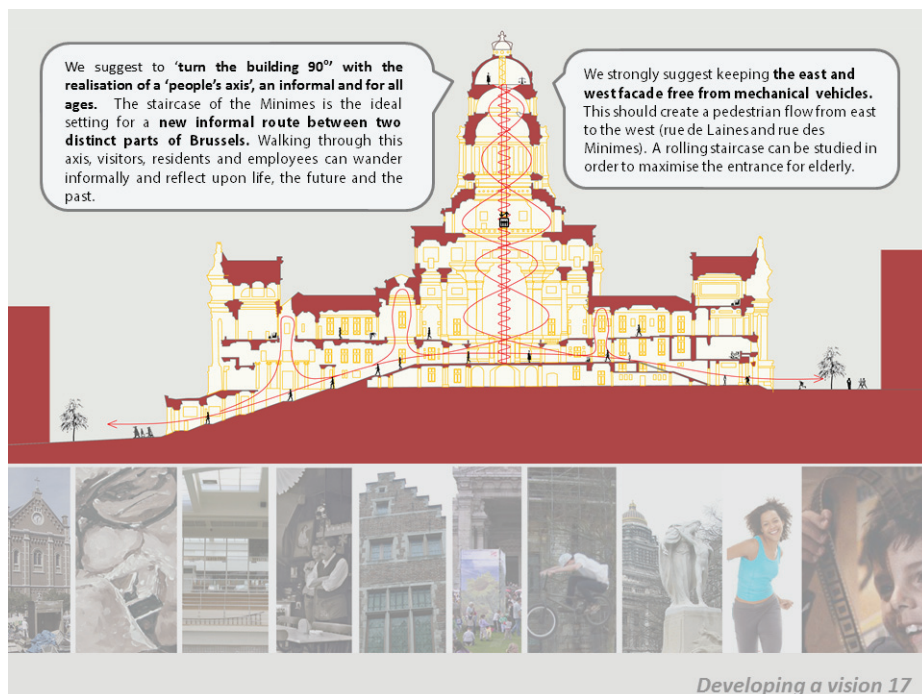 We suggest to ‘turn the building 90°’ with the
realisation of a ‘people’s axis’, an informal and for all
ages. The staircase of the Minimes is the ideal
setting for a new informal route between two
distinct parts of Brussels. Walking through this
axis, visitors, residents and employees can wander
informally and reflect upon life, the future and the
past.
We strongly suggest keeping the east and
west facade free from mechanical vehicles.
This should create a pedestrian flow from east
to the west (rue de Laines and rue des
Minimes). A rolling staircase can be studied in
order to maximise the entrance for elderly.
Developing a vision 17